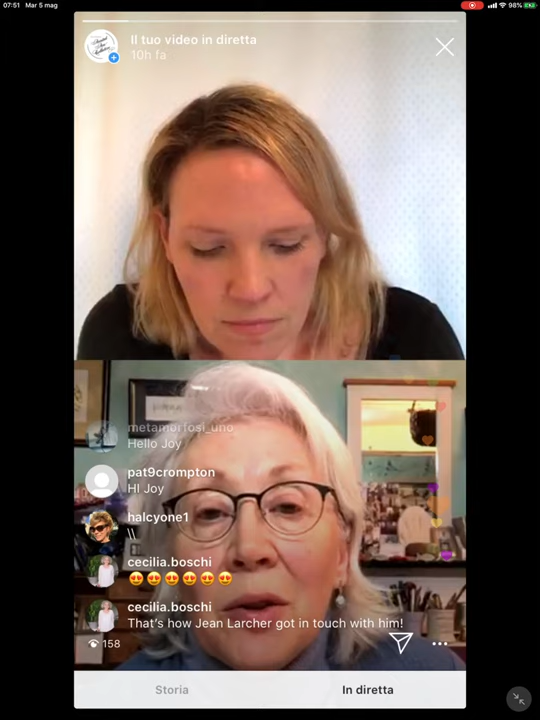 07:51 Mar 5 mag
98%
Il tuo video in diretta
10h fa
metamorfosi_uno
Hello Joy
pat9crompton
HI Joy
halcyone1
\\
cecilia.boschi
😍😍😍😍😍😍
cecilia.boschi
That's how Jean Larcher got in touch with him!
158
Storia
In diretta